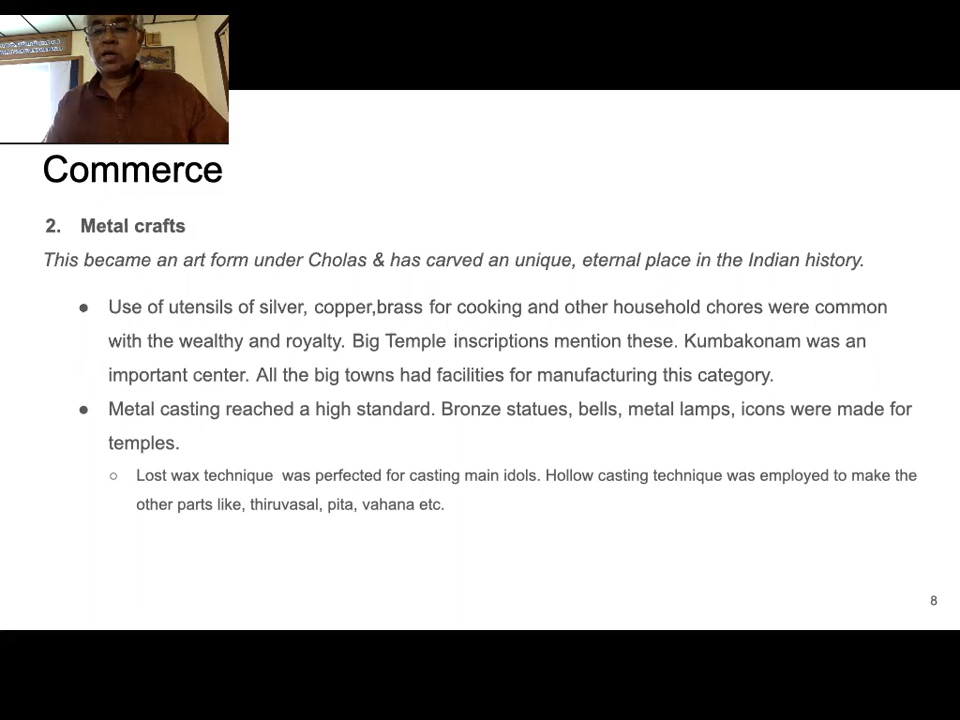 Commerce
2. Metal crafts
This became an art form under Cholas & has carved an unique, eternal place in the Indian history.
● Use of utensils of silver, copper,brass for cooking and other household chores were common
with the wealthy and royalty. Big Temple inscriptions mention these. Kumbakonam was an
important center. All the big towns had facilities for manufacturing this category.
● Metal casting reached a high standard. Bronze statues, bells, metal lamps, icons were made for
temples.
○ Lost wax technique was perfected for casting main idols. Hollow casting technique was employed to make the
other parts like, thiruvasal, pita, vahana etc.
8